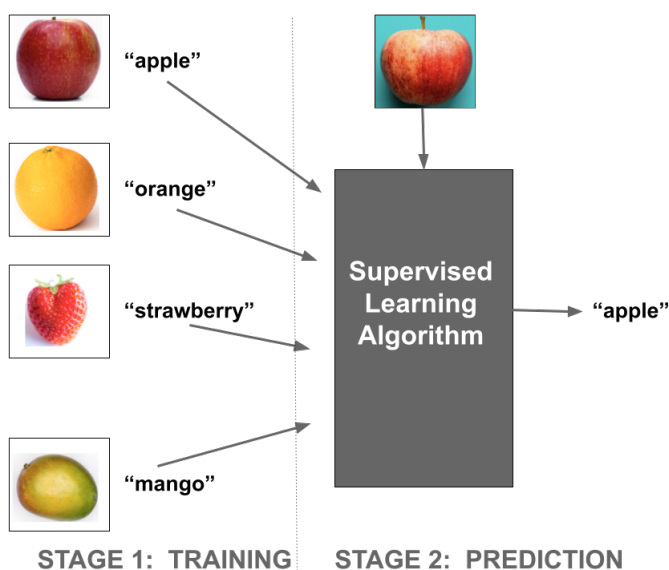 “apple”
“orange”
“strawberry”
“mango”
Supervised
Learning
Algorithm
“apple”
STAGE 1: TRAINING
STAGE 2: PREDICTION